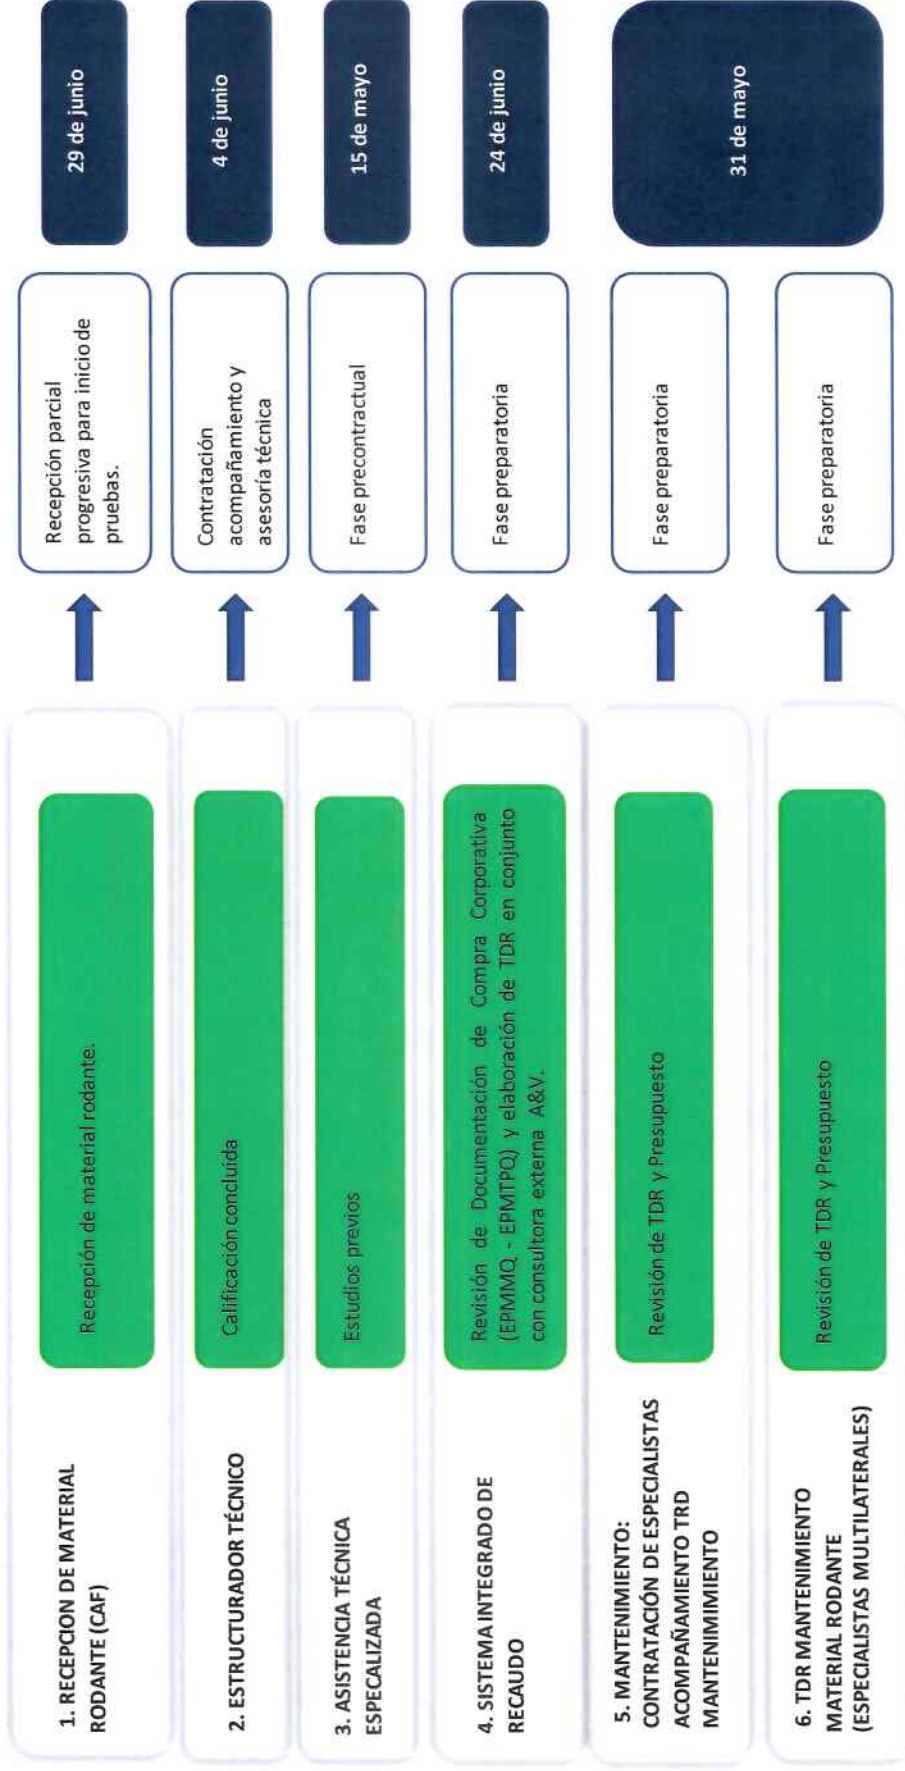 1. RECEPCION DE MATERIAL
RODANTE (CAF)
Recepción de material rodante.
Recepción parcial
progresiva para inicio de
pruebas.
29 de junio
2. ESTRUCTURADOR TÉCNICO
Calificación concluida
Contratación
acompañamiento y
asesoría técnica
4 de junio
3. ASISTENCIA TÉCNICA
ESPECALIZADA
Estudios previos
Fase precontractual
15 de mayo
4. SISTEMA INTEGRADO DE
RECAUDO
Revisión de Documentación de Compra Corporativa
(EPMMQ - EPMTPQ) y elaboración de TDR en conjunto
con consultora externa A&V.
Fase preparatoria
24 de junio
5. MANTENIMIENTO:
CONTRATACIÓN DE ESPECIALISTAS
ACOMPAÑAMIENTO TRD
MANTENIMIMIENTO
Revisión de TDR y Presupuesto
Fase preparatoria
31 de mayo
6. TDR MANTENIMIENTO
MATERIAL RODANTE
(ESPECIALISTAS MULTILATERALES)
Revisión de TDR y Presupuesto
Fase preparatoria